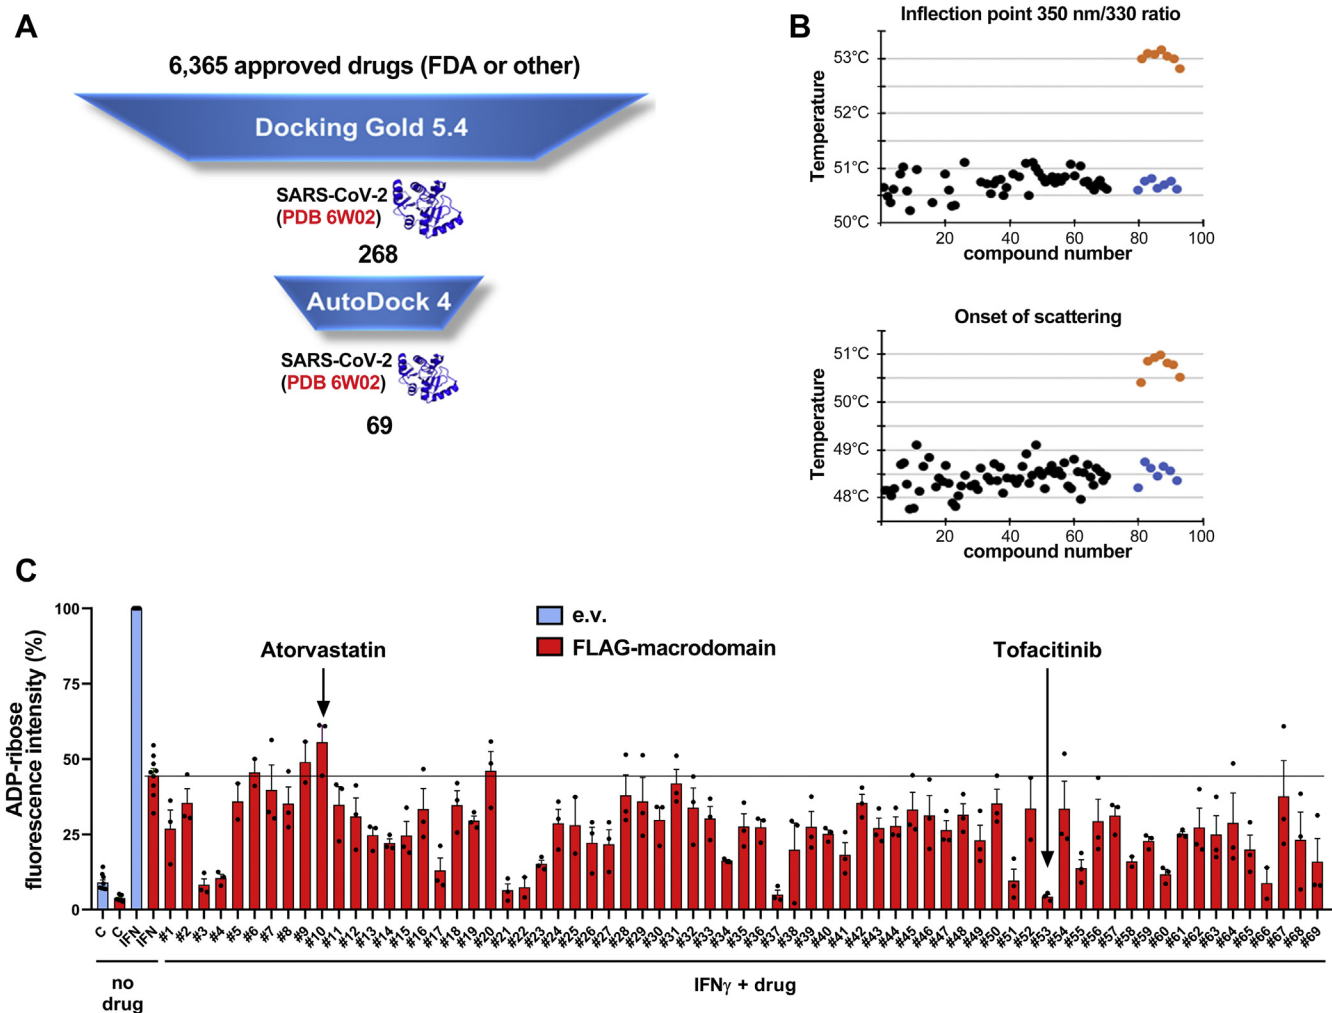 A
6,365 approved drugs (FDA or other)
Docking Gold 5.4
SARS-CoV-2
(PDB 6W02)
268
AutoDock 4
SARS-CoV-2
(PDB 6W02)
69
B
Inflection point 350 nm/330 ratio
Temperature
53°C
52°C
51°C
50°C
20 40 60 80 100
compound number
Onset of scattering
Temperature
51°C
50°C
49°C
48°C
20 40 60 80 100
compound number
C
ADP-ribose
fluorescence intensity (%)
100
75
50
25
0
e.v.
FLAG-macrodomain
Atorvastatin
Tofacitinib
C C IFN IFN #1 #2 #3 #4 #5 #6 #7 #8 #9 #10 #11 #12 #13 #14 #15 #16 #17 #18 #19 #20 #21 #22 #23 #24 #25 #26 #27 #28 #29 #30 #31 #32 #33 #34 #35 #36 #37 #38 #39 #40 #41 #42 #43 #44 #45 #46 #47 #48 #49 #50 #51 #52 #53 #54 #55 #56 #57 #58 #59 #60 #61 #62 #63 #64 #65 #66 #67 #68 #69
no
drug
IFNγ + drug